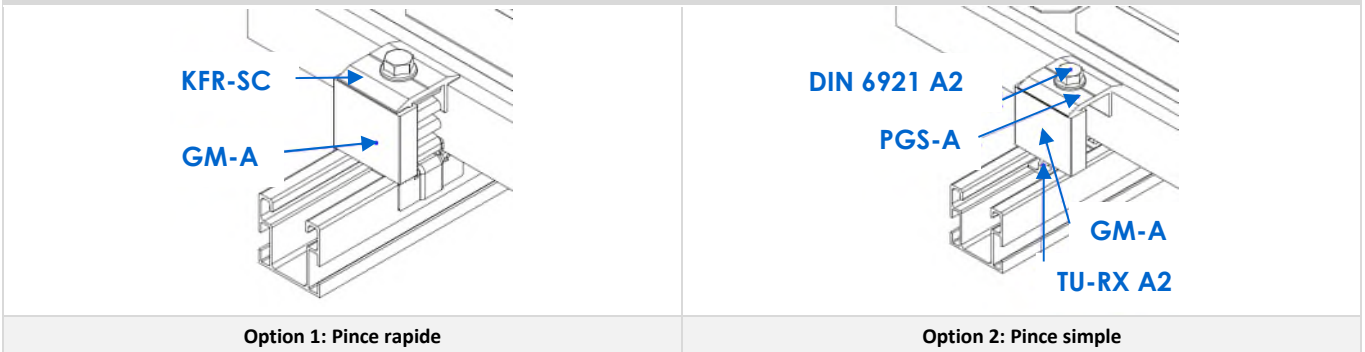 KFR-SC
GM-A
Option 1: Pince rapide
DIN 6921 A2
PGS-A
GM-A
TU-RX A2
Option 2: Pince simple